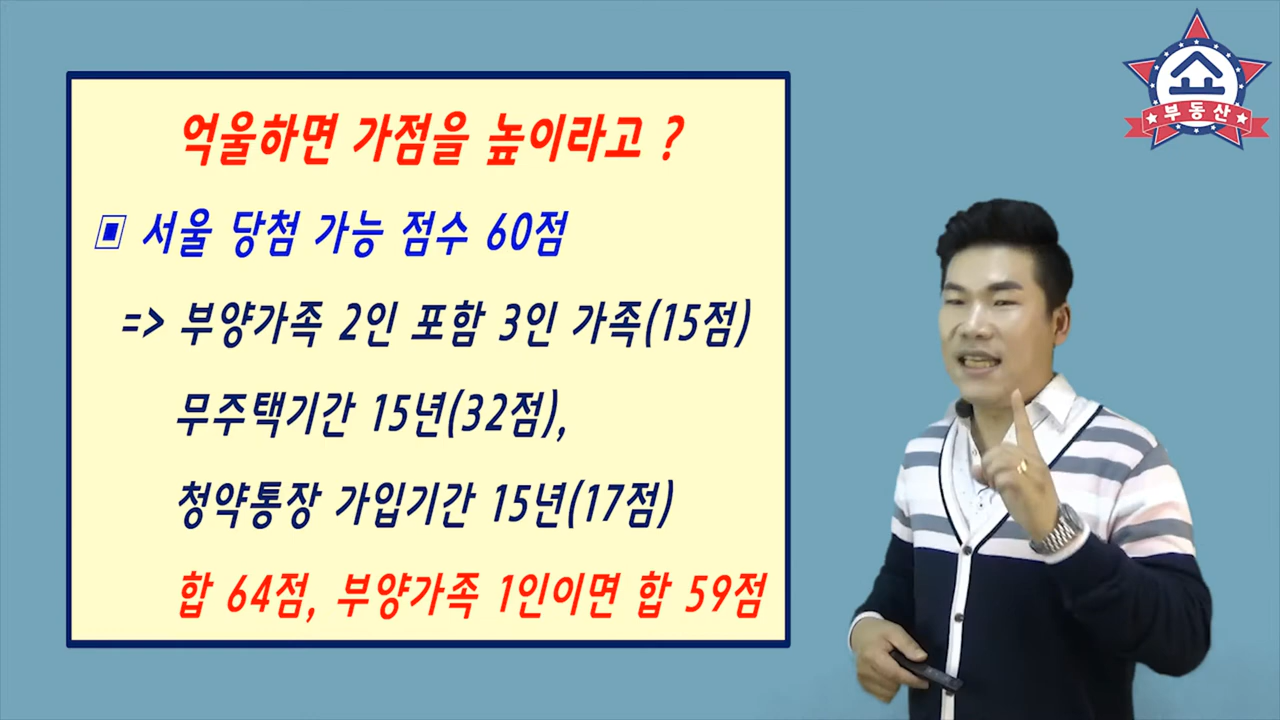 억울하면 가점을 높이라고 ?
▣ 서울 당첨 가능 점수 60점
=> 부양가족 2인 포함 3인 가족(15점)
무주택기간 15년(32점),
청약통장 가입기간 15년(17점)
합 64점, 부양가족 1인이면 합 59점
부동산